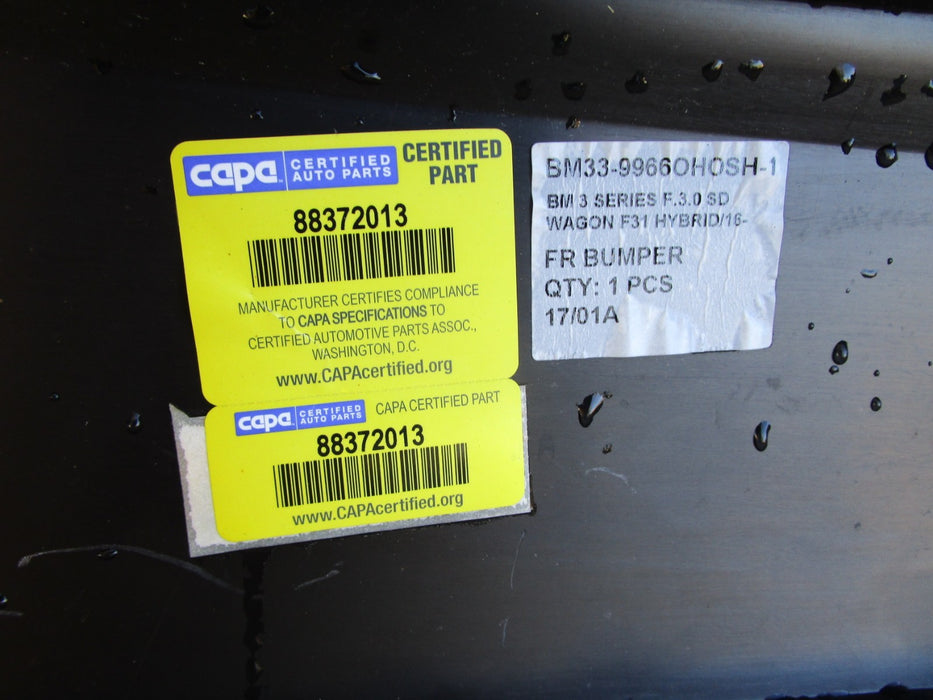 capa CERTIFIED AUTO PARTS
CERTIFIED PART
88372013
MANUFACTURER CERTIFIES COMPLIANCE
TO CAPA SPECIFICATIONS TO
CERTIFIED AUTOMOTIVE PARTS ASSOC.,
WASHINGTON, D.C.
www.CAPAcertified.org
capa CERTIFIED AUTO PARTS
CAPA CERTIFIED PART
88372013
www.CAPAcertified.org
BM33-9966OHOSH-1
BM 3 SERIES F.3.0 SD
WAGON F31 HYBRID/16-
FR BUMPER
QTY: 1 PCS
17/01A